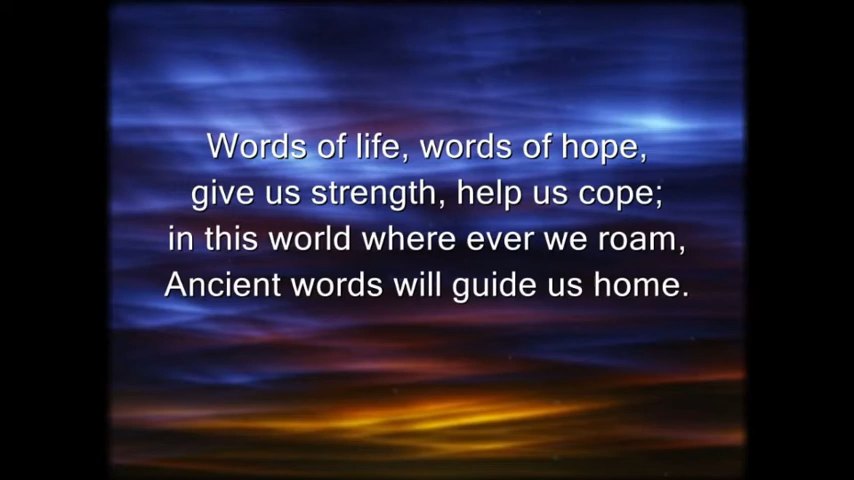 Words of life, words of hope,
give us strength, help us cope;
in this world where ever we roam,
Ancient words will guide us home.